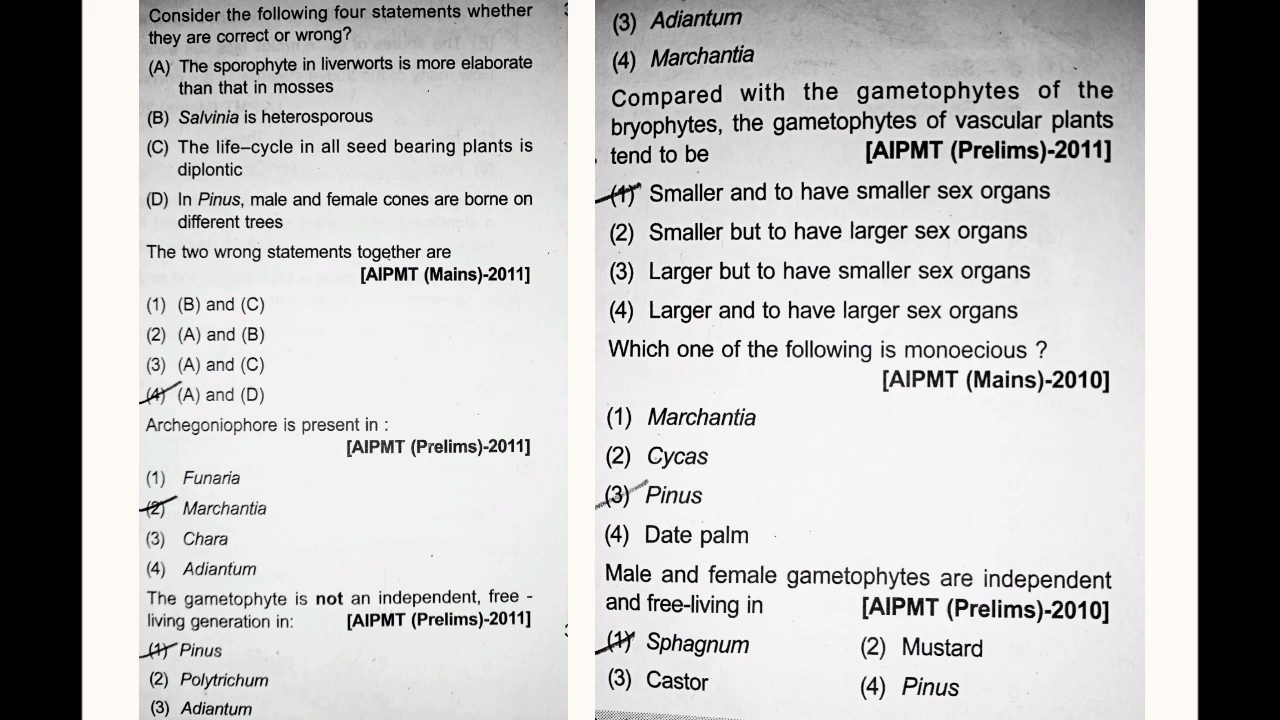 Consider the following four statements whether
they are correct or wrong?
(A) The sporophyte in liverworts is more elaborate
than that in mosses
(B) Salvinia is heterosporous
(C) The life–cycle in all seed bearing plants is
diplontic
(D) In Pinus, male and female cones are borne on
different trees
The two wrong statements together are
[AIPMT (Mains)-2011]
(1) (B) and (C)
(2) (A) and (B)
(3) (A) and (C)
(4) (A) and (D)
Archegoniophore is present in :
[AIPMT (Prelims)-2011]
(1) Funaria
(2) Marchantia
(3) Chara
(4) Adiantum
The gametophyte is not an independent, free -
living generation in: [AIPMT (Prelims)-2011]
(1) Pinus
(2) Polytrichum
(3) Adiantum
(3) Adiantum
(4) Marchantia
Compared with the gametophytes of the
bryophytes, the gametophytes of vascular plants
tend to be [AIPMT (Prelims)-2011]
(1) Smaller and to have smaller sex organs
(2) Smaller but to have larger sex organs
(3) Larger but to have smaller sex organs
(4) Larger and to have larger sex organs
Which one of the following is monoecious ?
[AIPMT (Mains)-2010]
(1) Marchantia
(2) Cycas
(3) Pinus
(4) Date palm
Male and female gametophytes are independent
and free-living in [AIPMT (Prelims)-2010]
(1) Sphagnum (2) Mustard
(3) Castor (4) Pinus